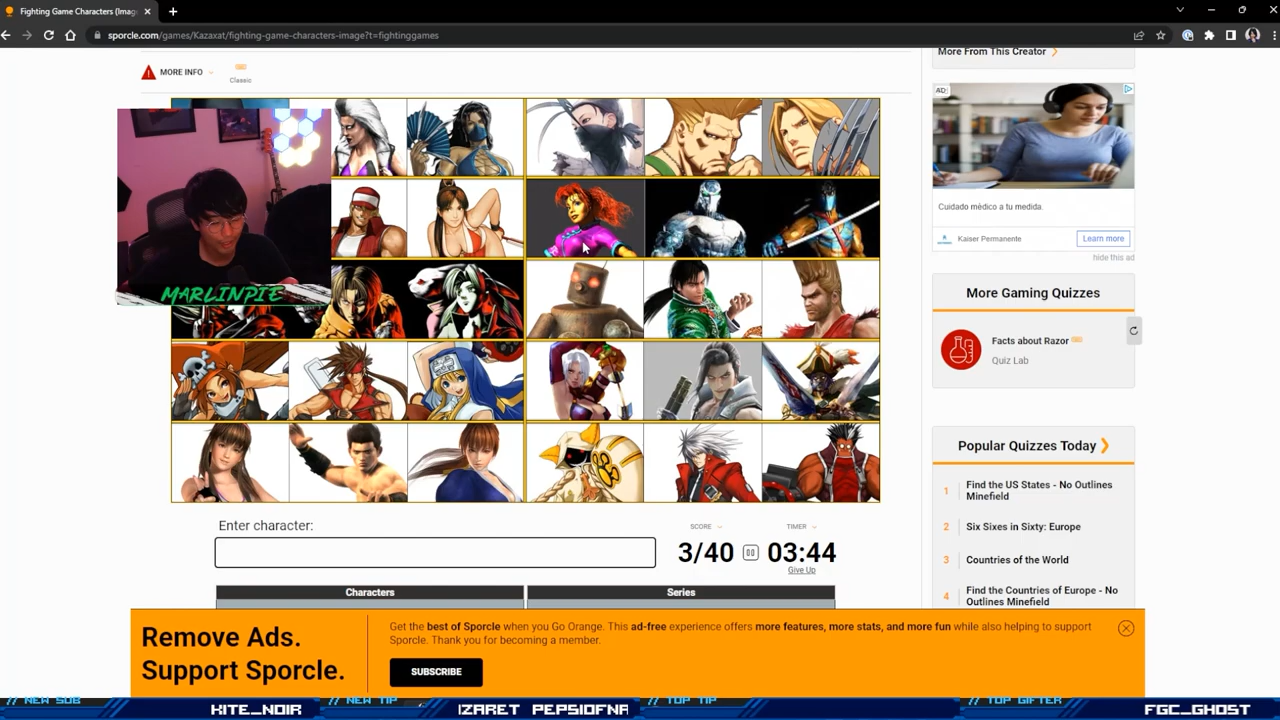 Fighting Game Characters (Imag
sporcle.com/games/Kazaxat/fighting-game-characters-image?t=fightinggames
MORE INFO
Classic
More From This Creator
AD
Cuidado médico a tu medida.
Kaiser Permanente
Learn more
hide this ad
MARLINPIE
More Gaming Quizzes
Facts about Razor
Quiz Lab
Popular Quizzes Today
1 Find the US States - No Outlines
Minefield
2 Six Sixes in Sixty: Europe
3 Countries of the World
4 Find the Countries of Europe - No
Outlines Minefield
Enter character:
SCORE
TIMER
3/40
03:44
Give Up
Characters
Series
Remove Ads.
Support Sporcle.
Get the best of Sporcle when you Go Orange. This ad-free experience offers more features, more stats, and more fun while also helping to support
Sporcle. Thank you for becoming a member.
SUBSCRIBE
// NEW SUB
KITE_NOIR
// NEW TIP
IZARET PEPSIOFNA
// TOP TIP
// TOP GIFTER
FGC_GHOST